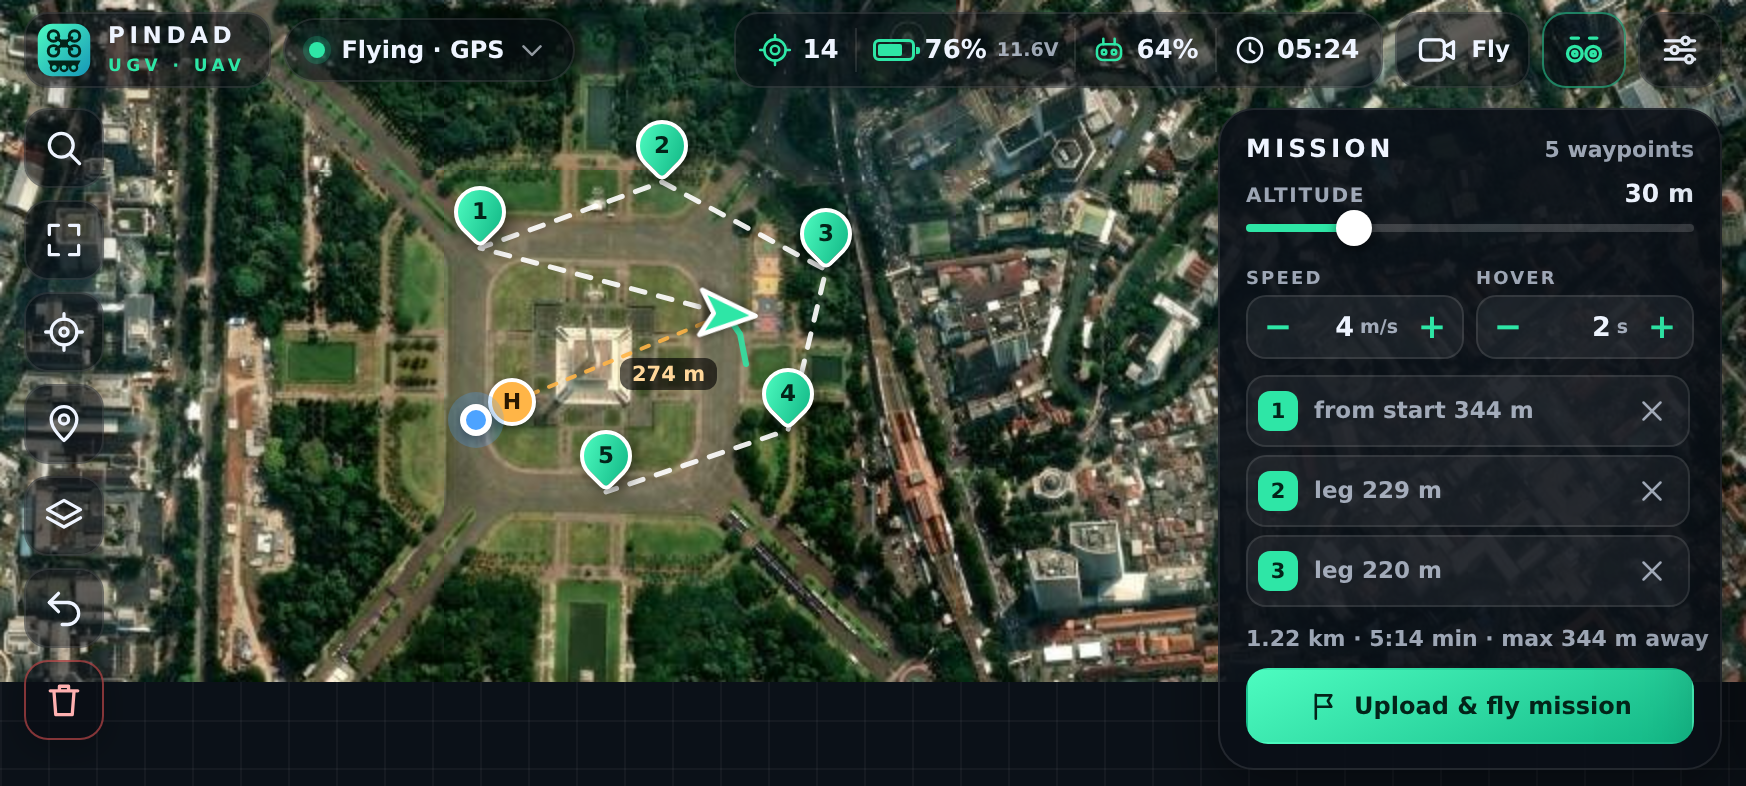 PINDAD
UGV · UAV
Flying · GPS
14
76% 11.6V
64%
05:24
Fly
MISSION
5 waypoints
ALTITUDE
30 m
SPEED
HOVER
− 4 m/s +
− 2 s +
1 from start 344 m
2 leg 229 m
3 leg 220 m
1.22 km · 5:14 min · max 344 m away
Upload & fly mission
2
1
3
274 m
4
H
5